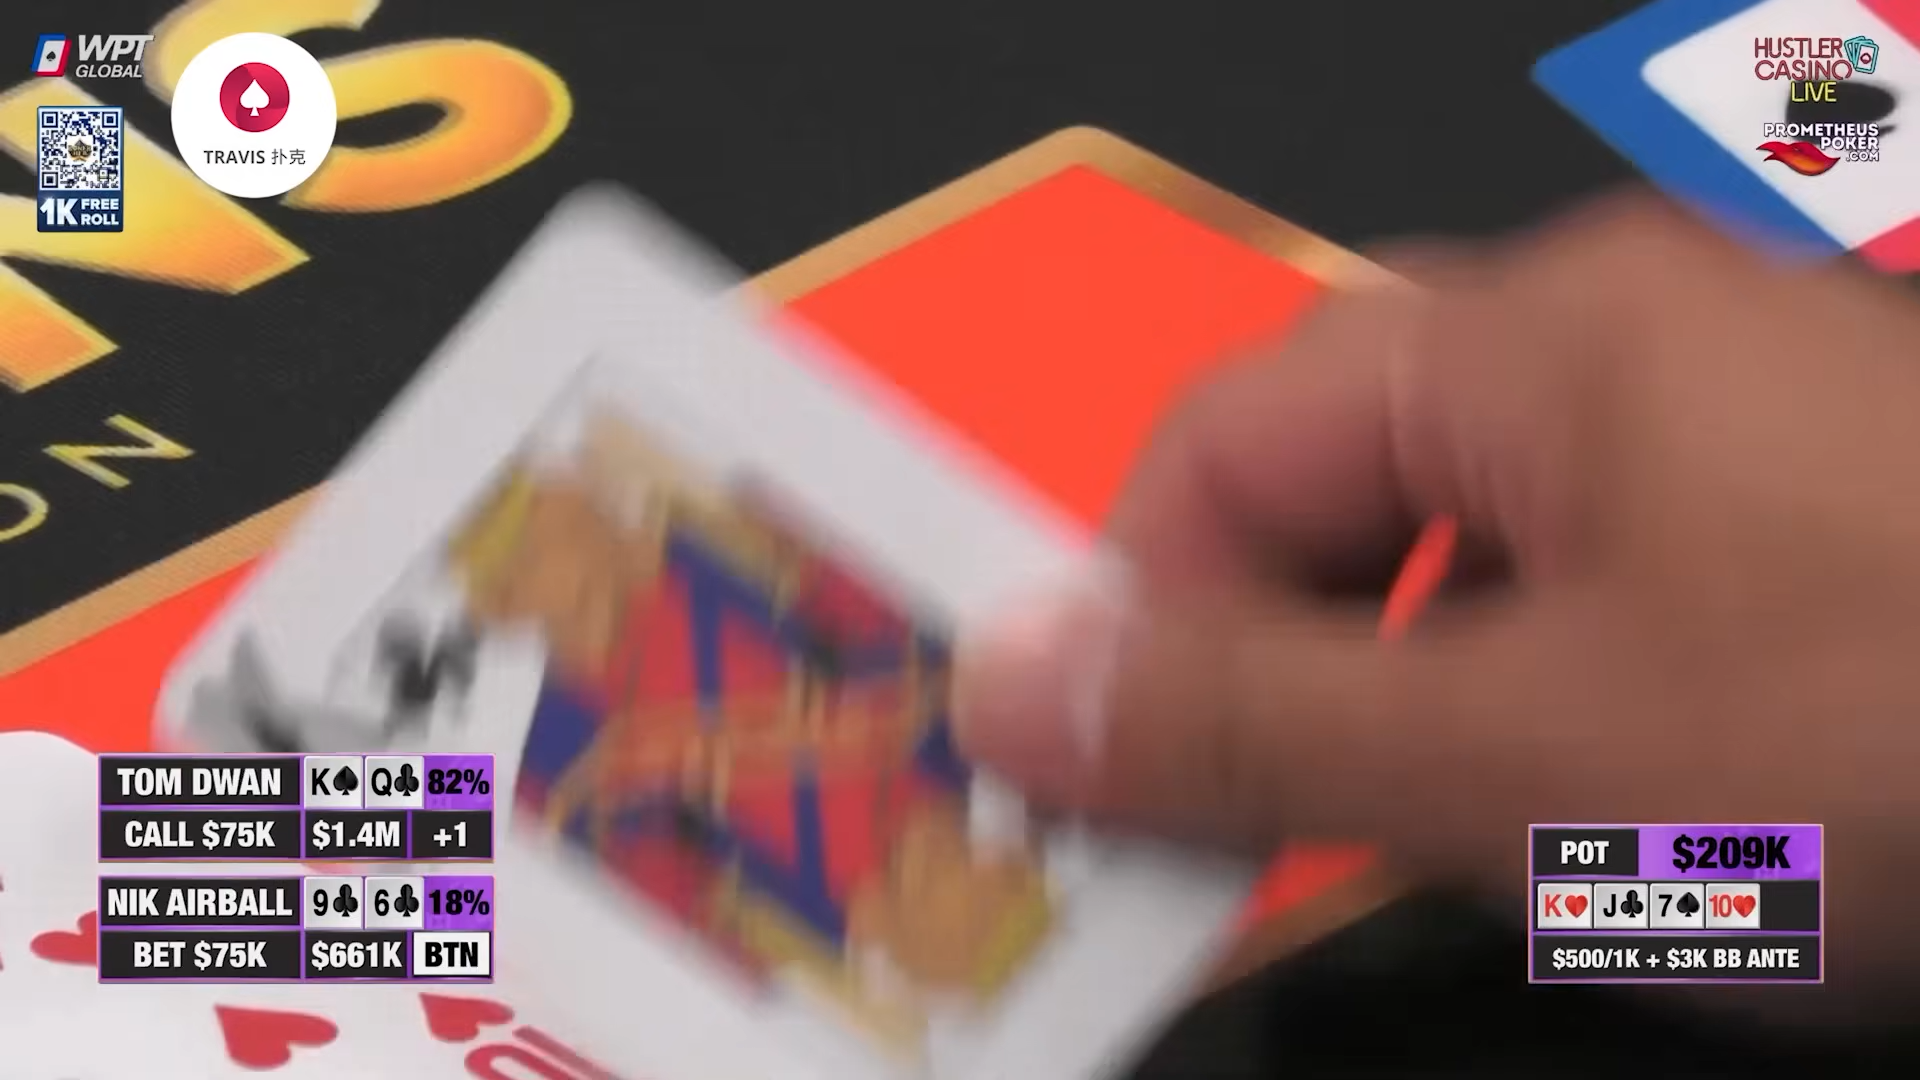 WPT
GLOBAL
1K FREE
ROLL
TRAVIS 扑克
HUSTLER
CASINO
LIVE
PROMETHEUS
POKER
.COM
N
TOM DWAN K♠ Q♣ 82%
CALL $75K $1.4M +1
NIK AIRBALL 9♣ 6♣ 18%
BET $75K $661K BTN
POT $209K
K♥ J♣ 7♠ 10♥
$500/1K + $3K BB ANTE